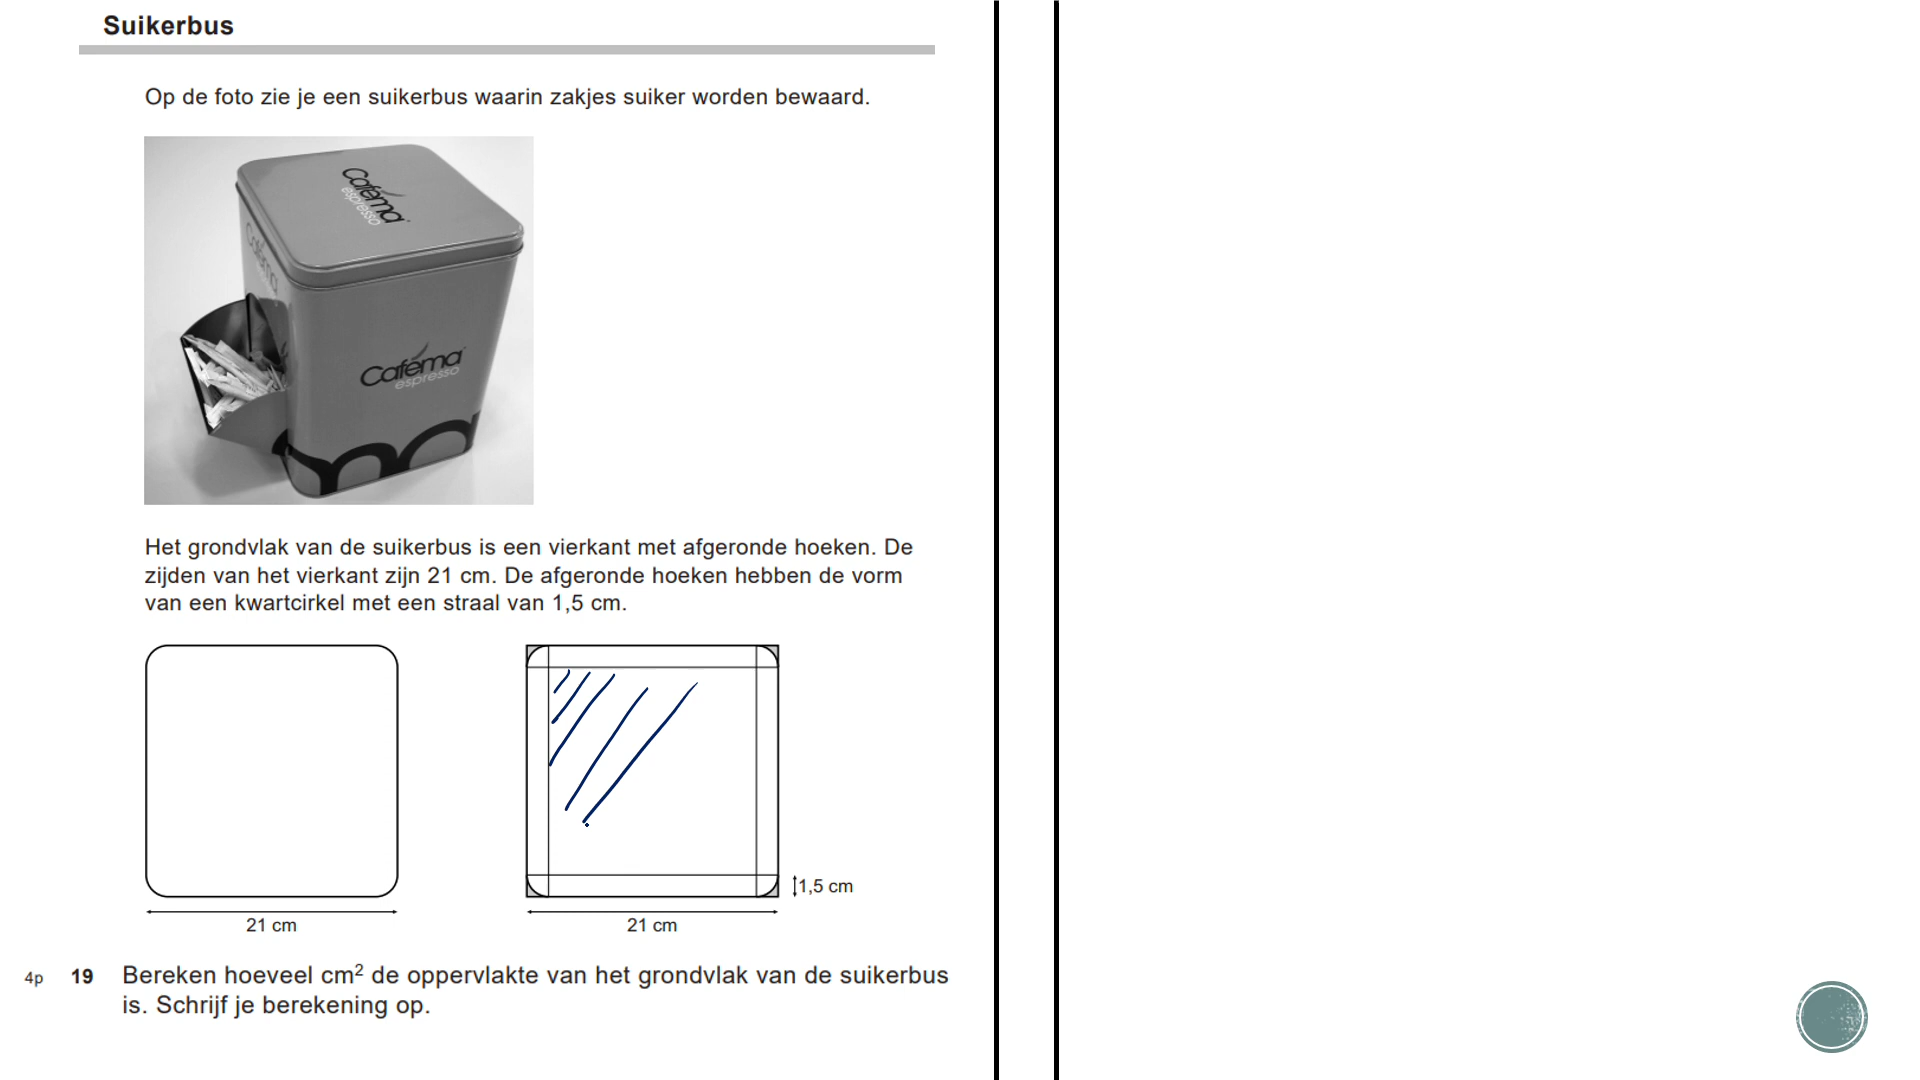 Suikerbus
Op de foto zie je een suikerbus waarin zakjes suiker worden bewaard.
Caféma
espresso
Caféma
Caféma
espresso
Het grondvlak van de suikerbus is een vierkant met afgeronde hoeken. De
zijden van het vierkant zijn 21 cm. De afgeronde hoeken hebben de vorm
van een kwartcirkel met een straal van 1,5 cm.
1,5 cm
21 cm
21 cm
4p 19 Bereken hoeveel cm² de oppervlakte van het grondvlak van de suikerbus
is. Schrijf je berekening op.